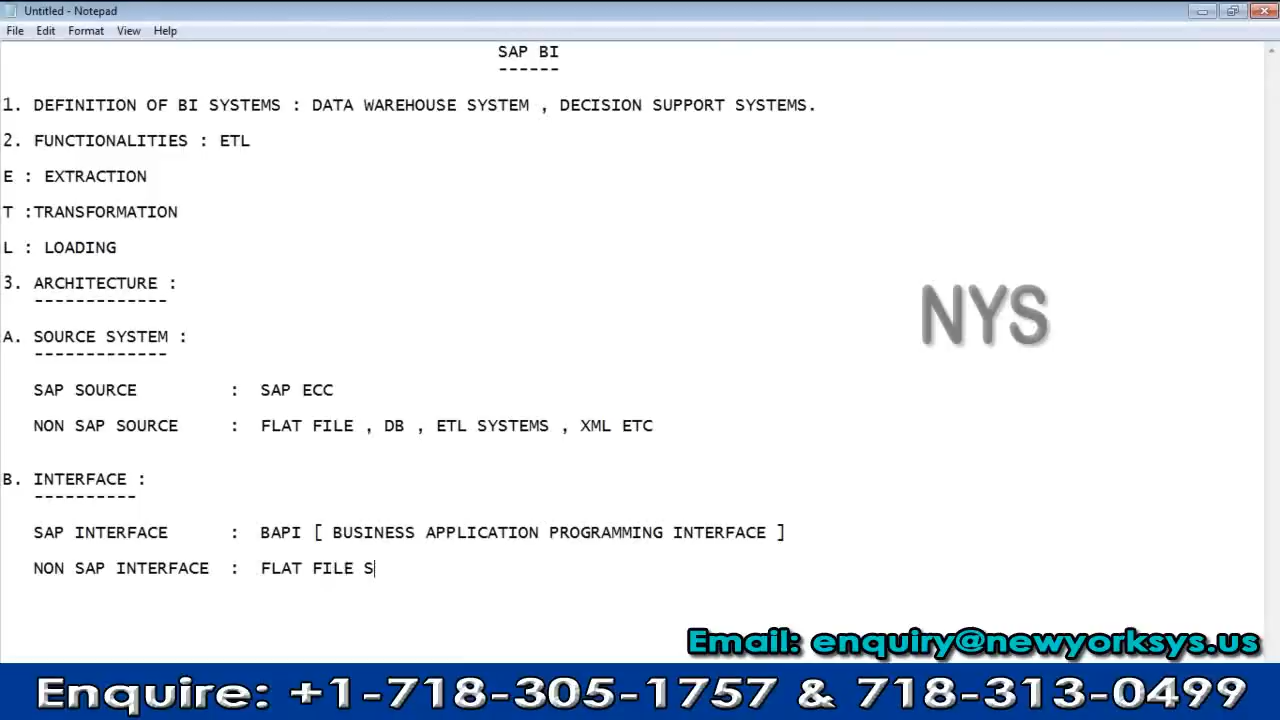 Untitled - Notepad
File Edit Format View Help
SAP BI
------
1. DEFINITION OF BI SYSTEMS : DATA WAREHOUSE SYSTEM , DECISION SUPPORT SYSTEMS.
2. FUNCTIONALITIES : ETL
E : EXTRACTION
T :TRANSFORMATION
L : LOADING
3. ARCHITECTURE :
-------------
A. SOURCE SYSTEM :
-------------
SAP SOURCE : SAP ECC
NON SAP SOURCE : FLAT FILE , DB , ETL SYSTEMS , XML ETC
B. INTERFACE :
----------
SAP INTERFACE : BAPI [ BUSINESS APPLICATION PROGRAMMING INTERFACE ]
NON SAP INTERFACE : FLAT FILE S
NYS
Email: enquiry@newyorksys.us
Enquire: +1-718-305-1757 & 718-313-0499